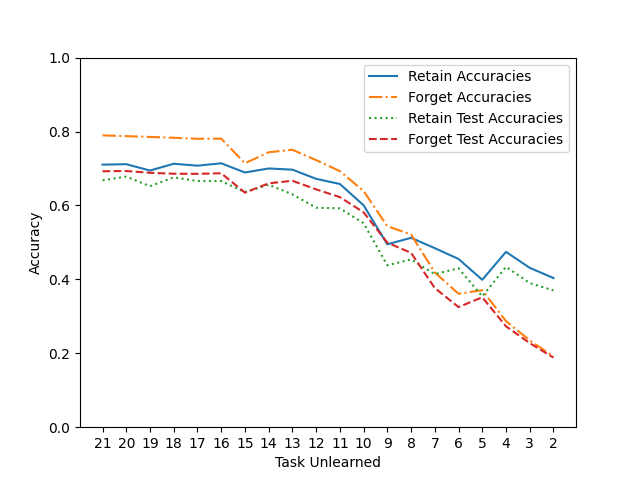 1.0
0.8
0.6
0.4
0.2
0.0
Accuracy
Retain Accuracies
Forget Accuracies
Retain Test Accuracies
Forget Test Accuracies
21 20 19 18 17 16 15 14 13 12 11 10 9 8 7 6 5 4 3 2
Task Unlearned